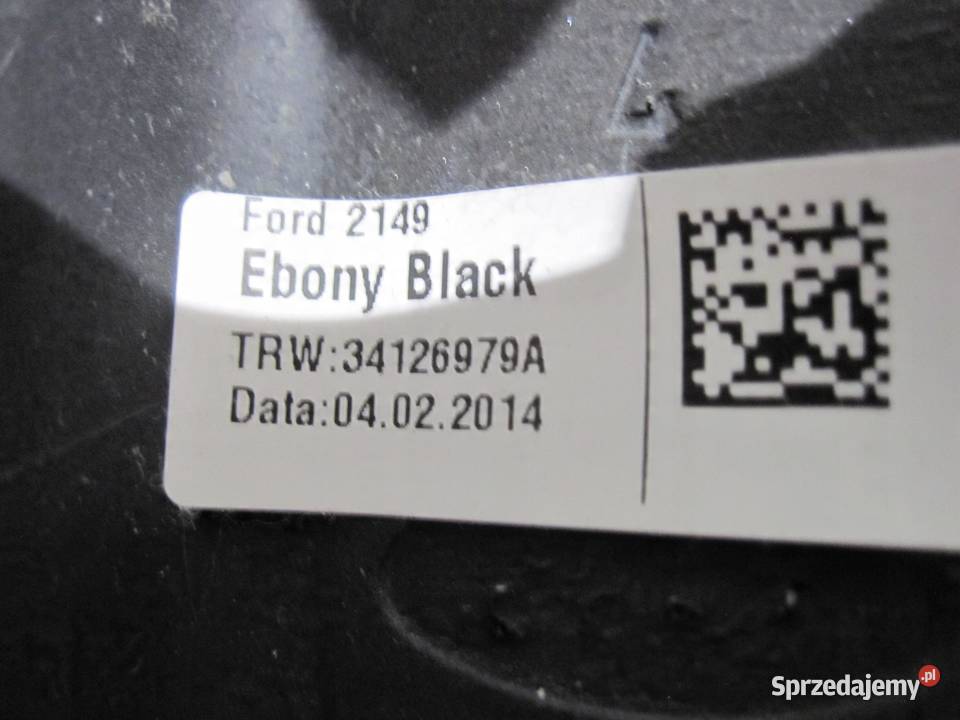 Ford 2149
Ebony Black
TRW:34126979A
Data:04.02.2014
Sprzedajemy.pl